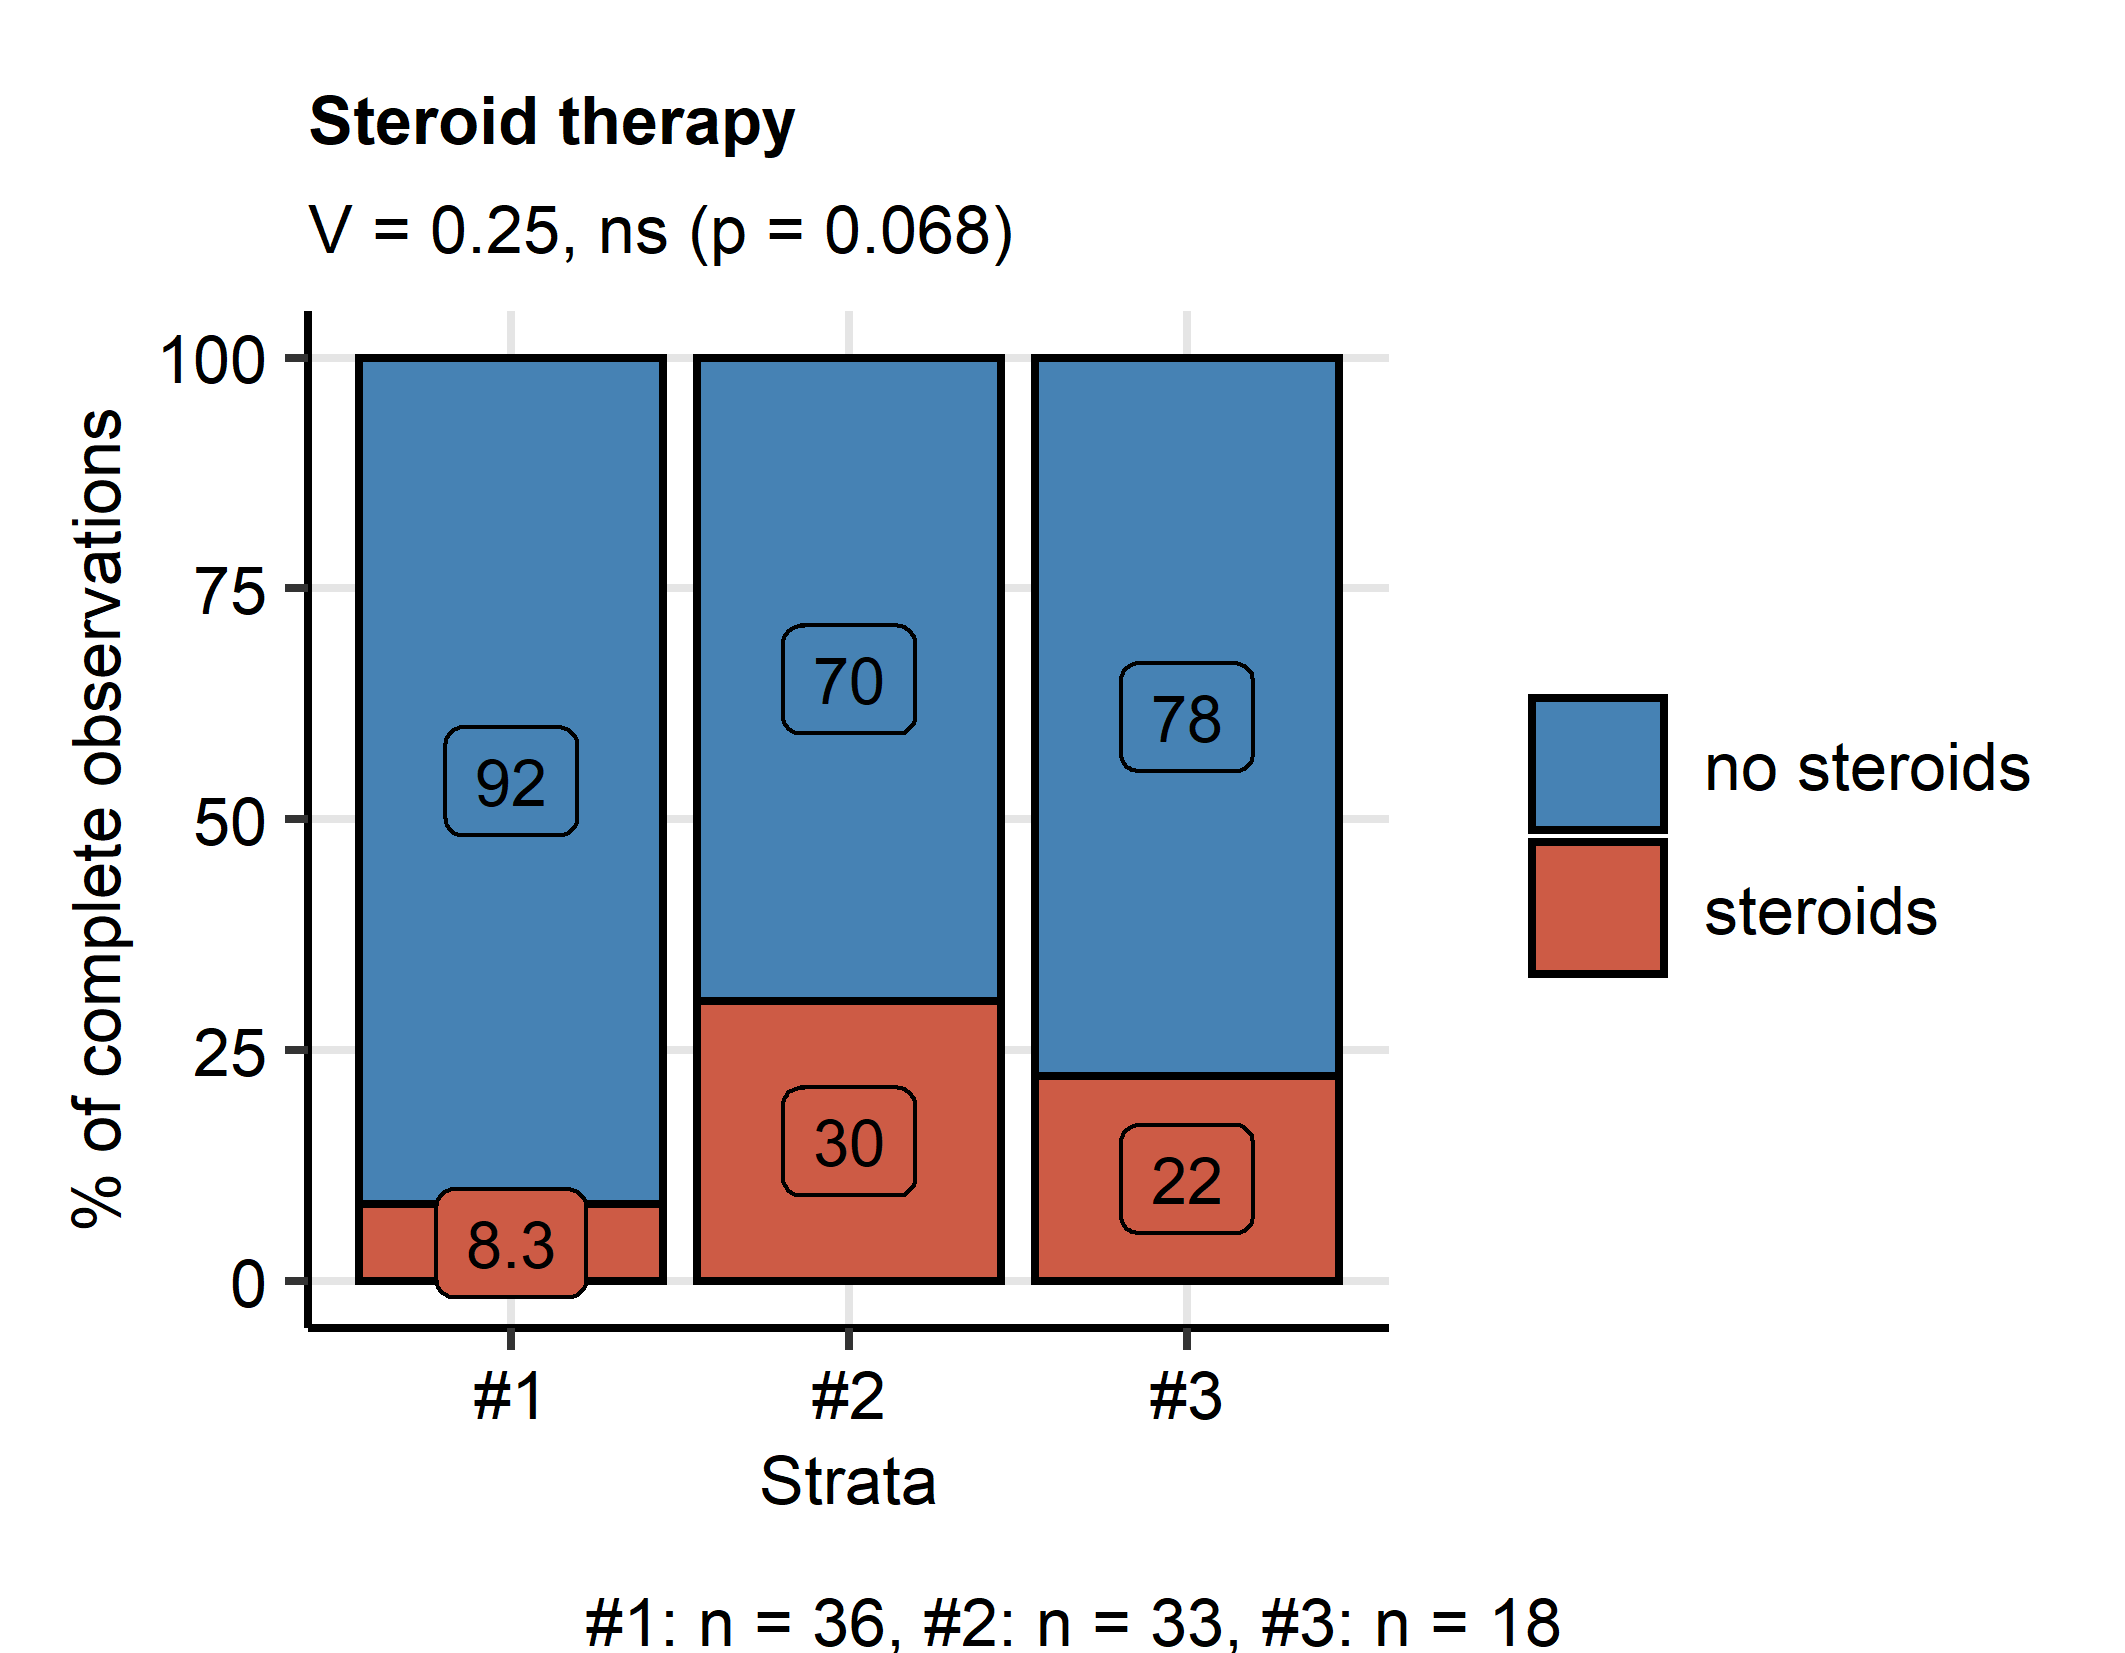 Steroid therapy
V = 0.25, ns (p = 0.068)
% of complete observations
100
75
50
25
0
92
70
78
8.3
30
22
#1
#2
#3
Strata
no steroids
steroids
#1: n = 36, #2: n = 33, #3: n = 18